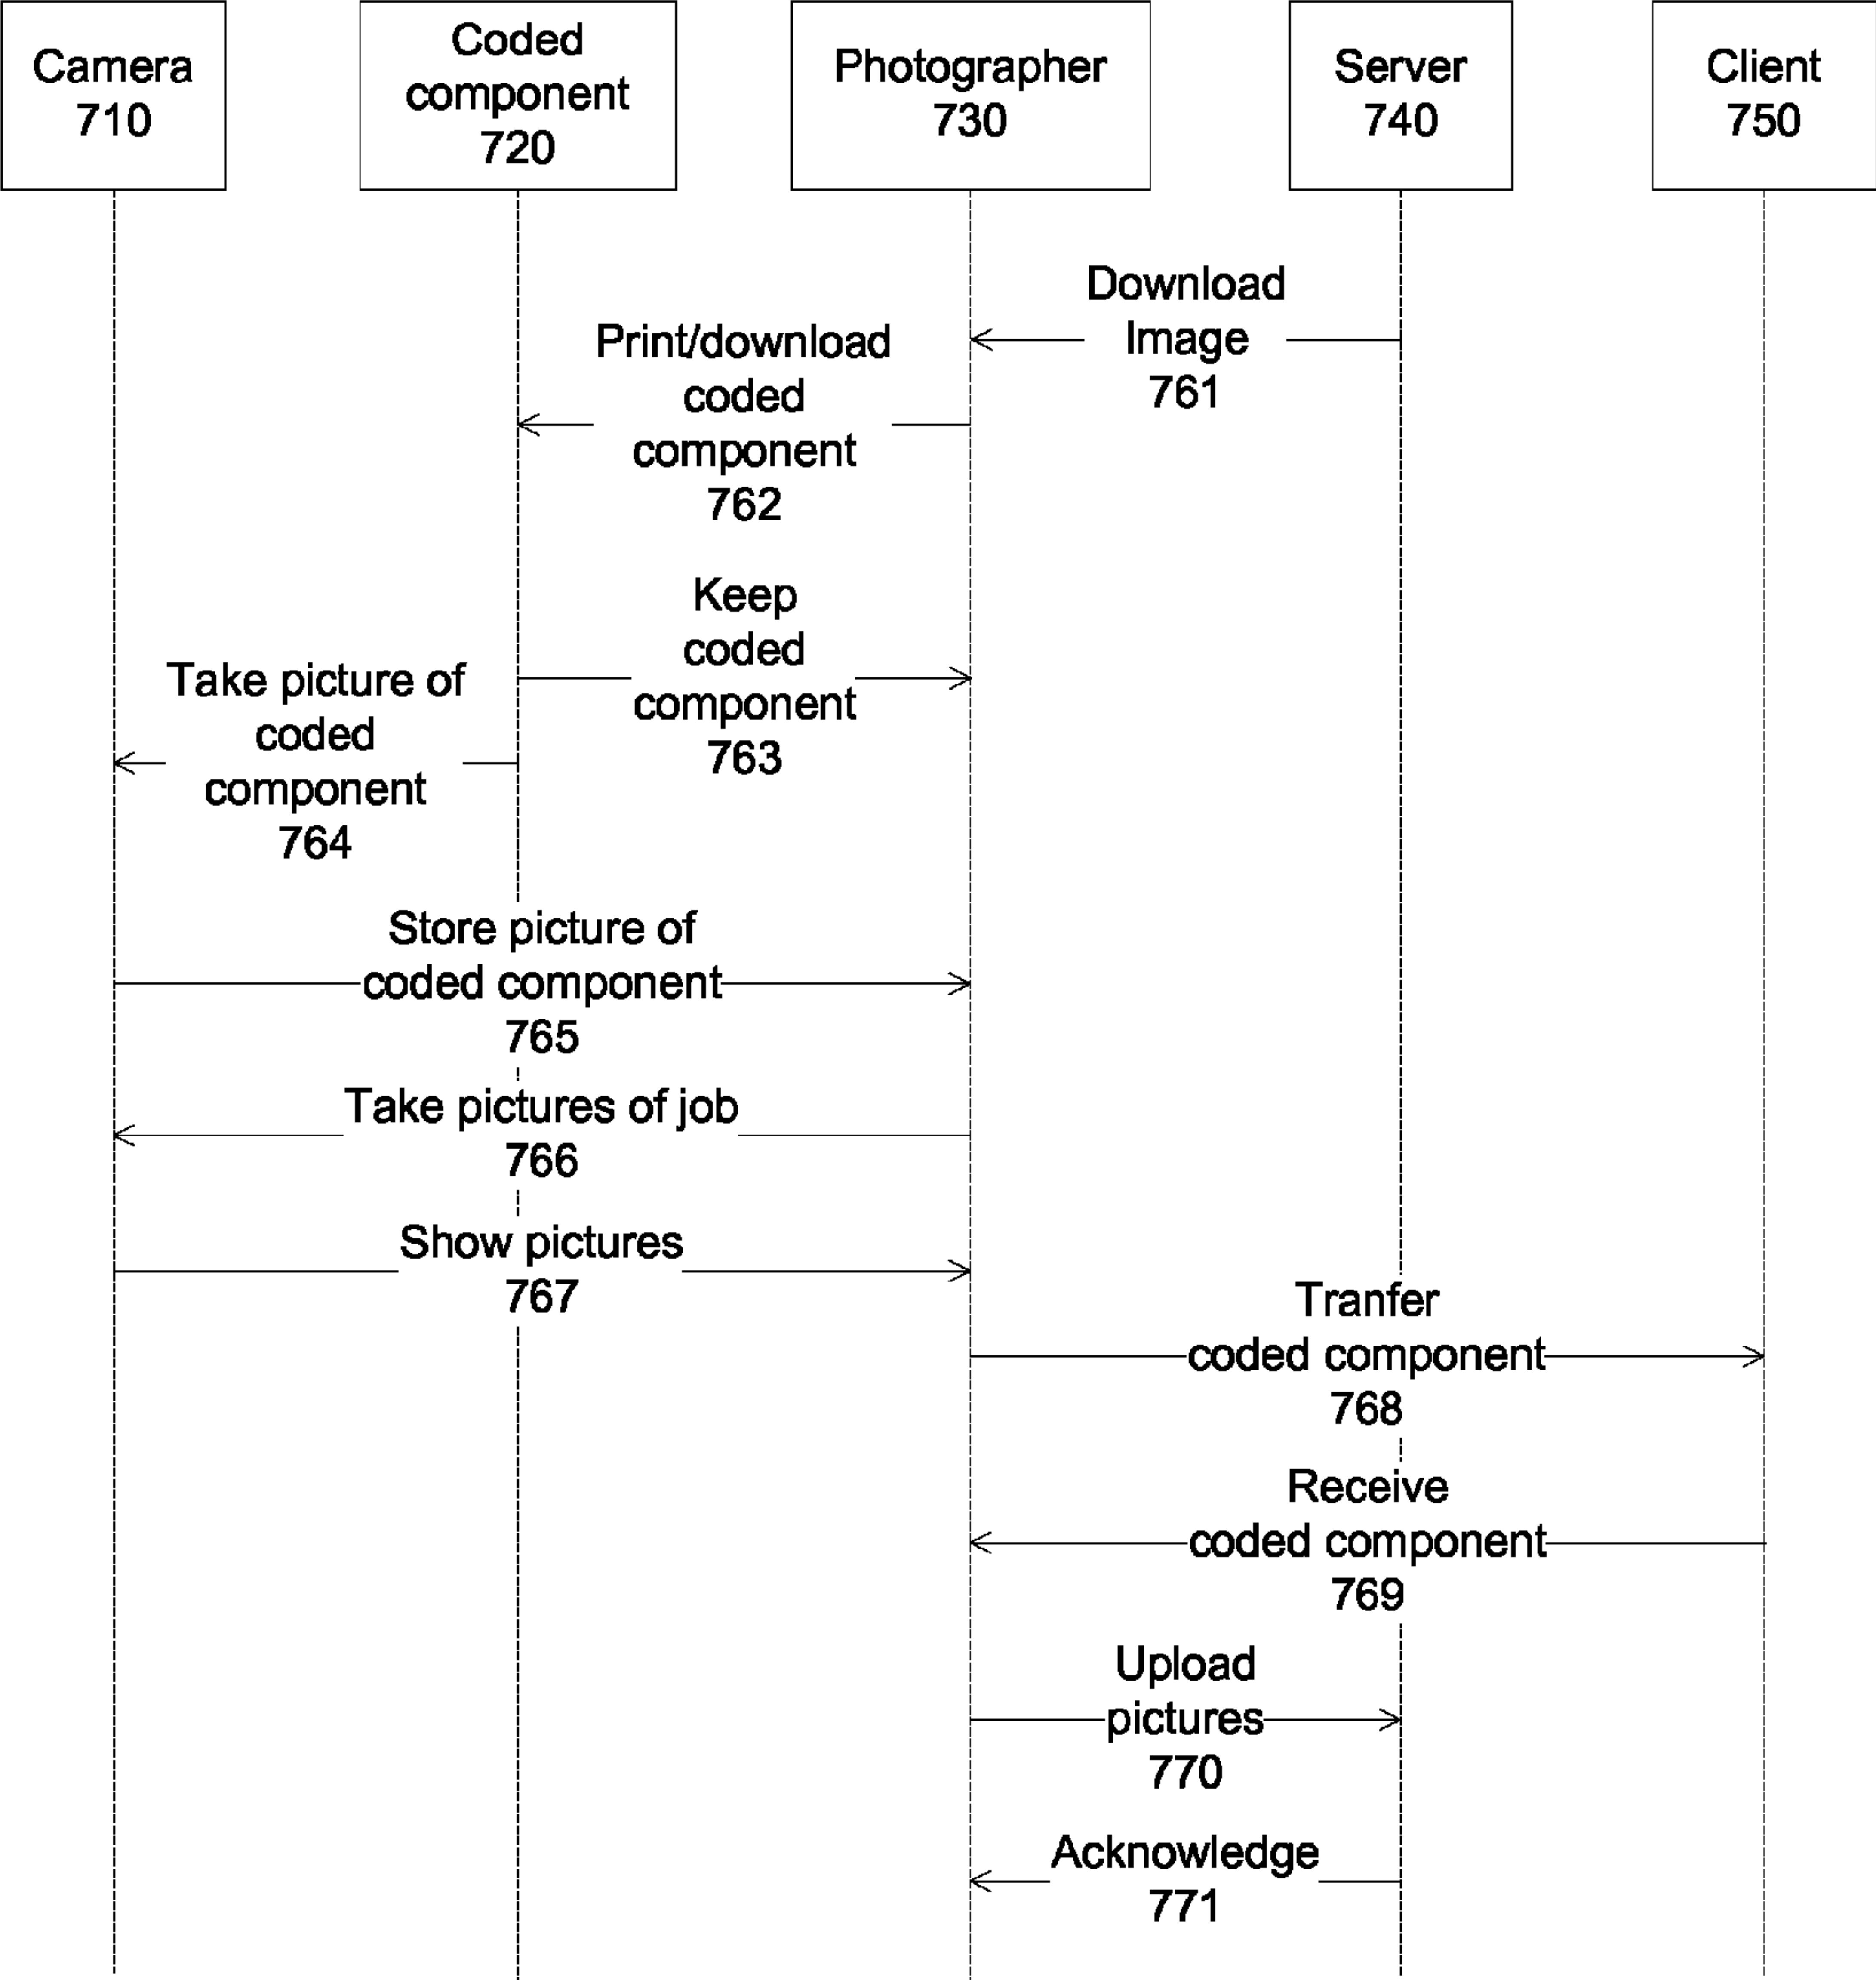 Camera
710
Coded
component
720
Photographer
730
Server
740
Client
750
Download
Image
761
Print/download
coded
component
762
Keep
coded
component
763
Take picture of
coded
component
764
Store picture of
coded component
765
Take pictures of job
766
Show pictures
767
Tranfer
coded component
768
Receive
coded component
769
Upload
pictures
770
Acknowledge
771